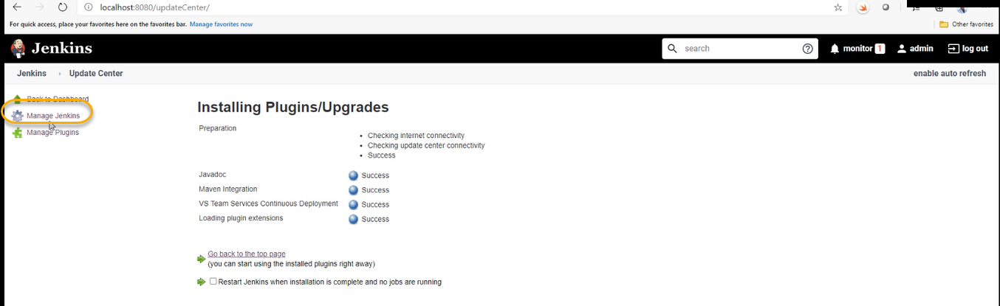 localhost:8080/updateCenter/
For quick access, place your favorites here on the favorites bar. Manage favorites now
Other favorites
Jenkins
search
monitor 1
admin
log out
Jenkins › Update Center
enable auto refresh
Back to Dashboard
Manage Jenkins
Manage Plugins
Installing Plugins/Upgrades
Preparation
• Checking internet connectivity
• Checking update center connectivity
• Success
Javadoc Success
Maven Integration Success
VS Team Services Continuous Deployment Success
Loading plugin extensions Success
Go back to the top page
(you can start using the installed plugins right away)
Restart Jenkins when installation is complete and no jobs are running